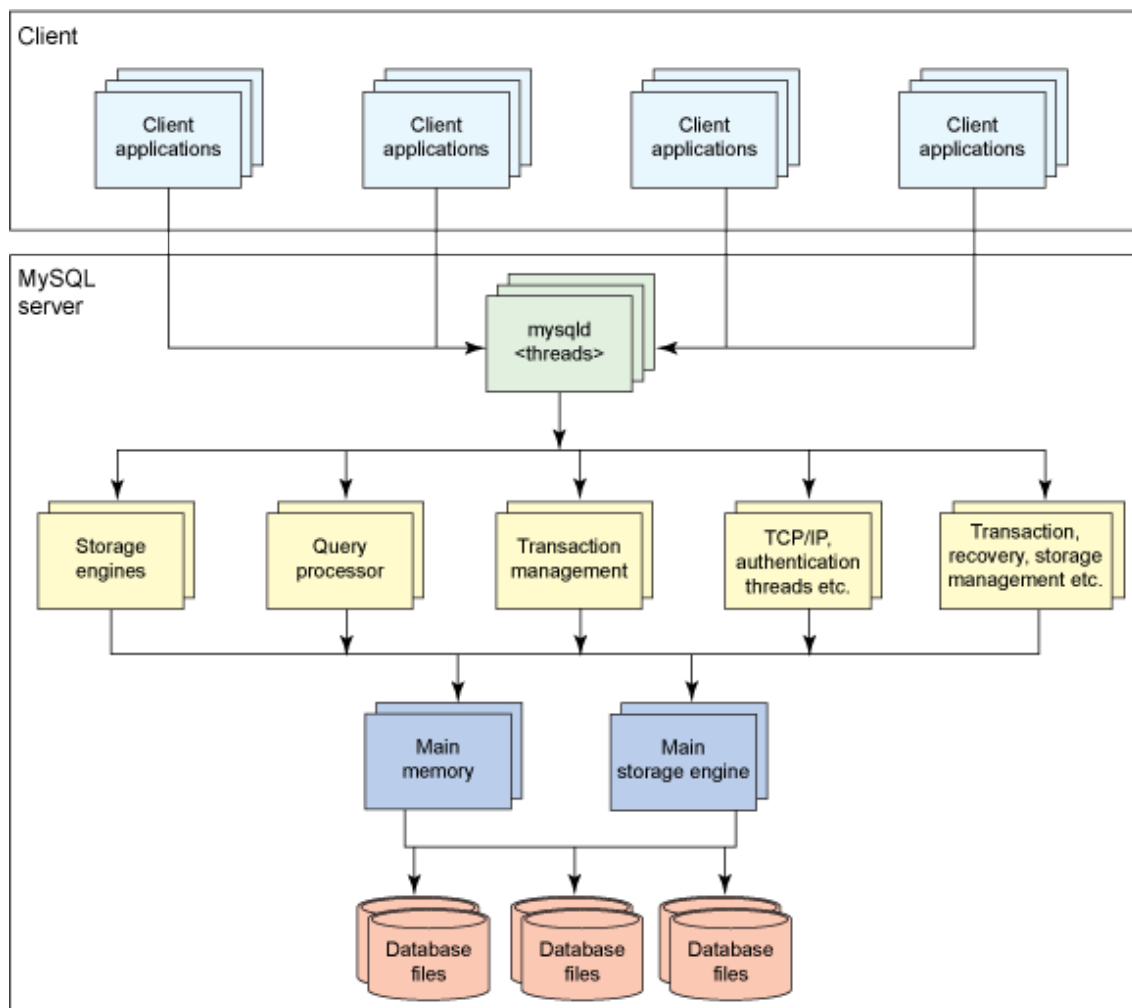 Client
Client
applications
Client
applications
Client
applications
Client
applications
MySQL
server
mysqld
<threads>
Storage
engines
Query
processor
Transaction
management
TCP/IP,
authentication
threads etc.
Transaction,
recovery, storage
management etc.
Main
memory
Main
storage engine
Database
files
Database
files
Database
files